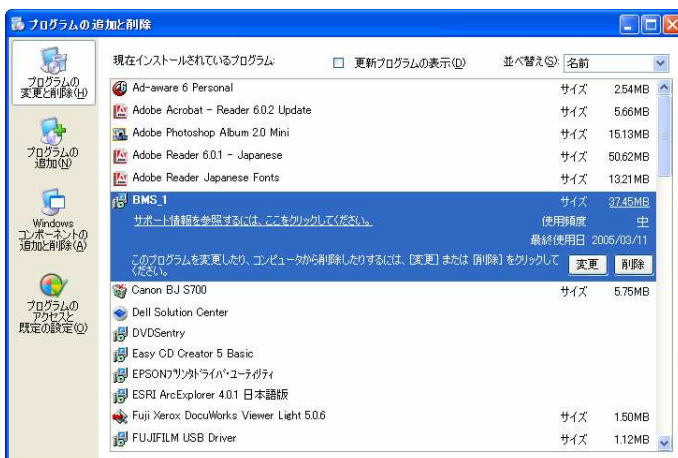 プログラムの追加と削除
プログラムの
変更と削除(H)
プログラムの
追加(N)
Windows
コンポーネントの
追加と削除(A)
プログラムの
アクセスと
既定の設定(O)
現在インストールされているプログラム:
更新プログラムの表示(D)
並べ替え(S): 名前
Ad-aware 6 Personal サイズ 2.54MB
Adobe Acrobat - Reader 6.0.2 Update サイズ 5.66MB
Adobe Photoshop Album 2.0 Mini サイズ 15.13MB
Adobe Reader 6.0.1 - Japanese サイズ 50.62MB
Adobe Reader Japanese Fonts サイズ 13.21MB
BMS_1 サイズ 37.45MB
サポート情報を参照するには、ここをクリックしてください。 使用頻度 中
最終使用日 2005/03/11
このプログラムを変更したり、コンピュータから削除したりするには、[変更] または [削除] をクリックして
ください。 変更 削除
Canon BJ S700 サイズ 5.75MB
Dell Solution Center
DVDSentry
Easy CD Creator 5 Basic
EPSONプリンタドライバ・ユーティリティ
ESRI ArcExplorer 4.0.1 日本語版
Fuji Xerox DocuWorks Viewer Light 5.0.6 サイズ 1.50MB
FUJIFILM USB Driver サイズ 1.12MB